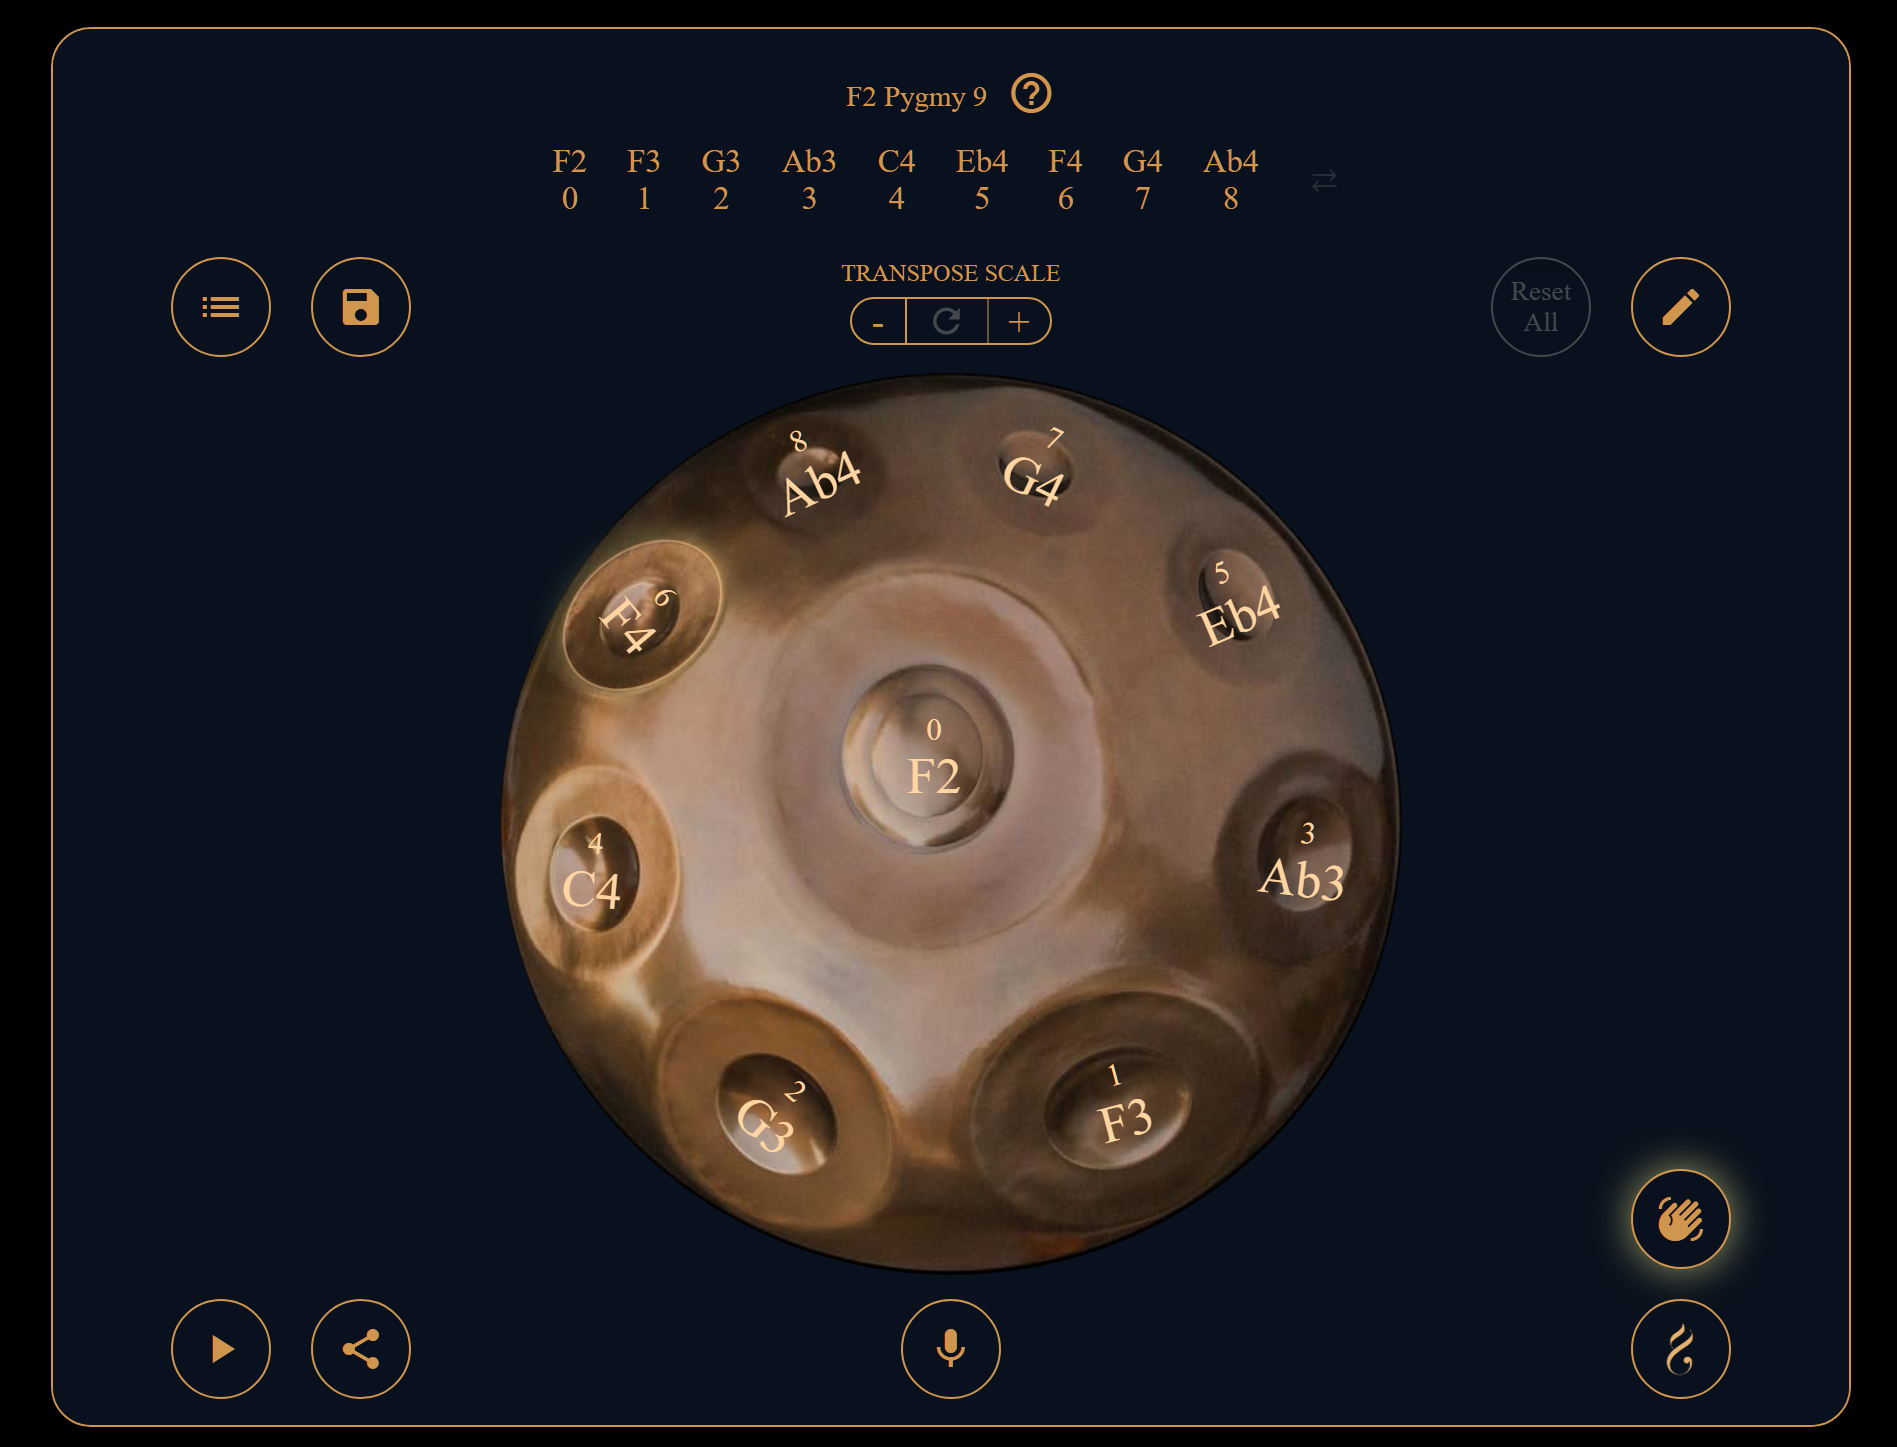 F2 Pygmy 9
F2 F3 G3 Ab3 C4 Eb4 F4 G4 Ab4
0 1 2 3 4 5 6 7 8
TRANSPOSE SCALE
- +
Reset
All
8
Ab4
7
G4
6
F4
5
Eb4
0
F2
4
C4
3
Ab3
2
G3
1
F3